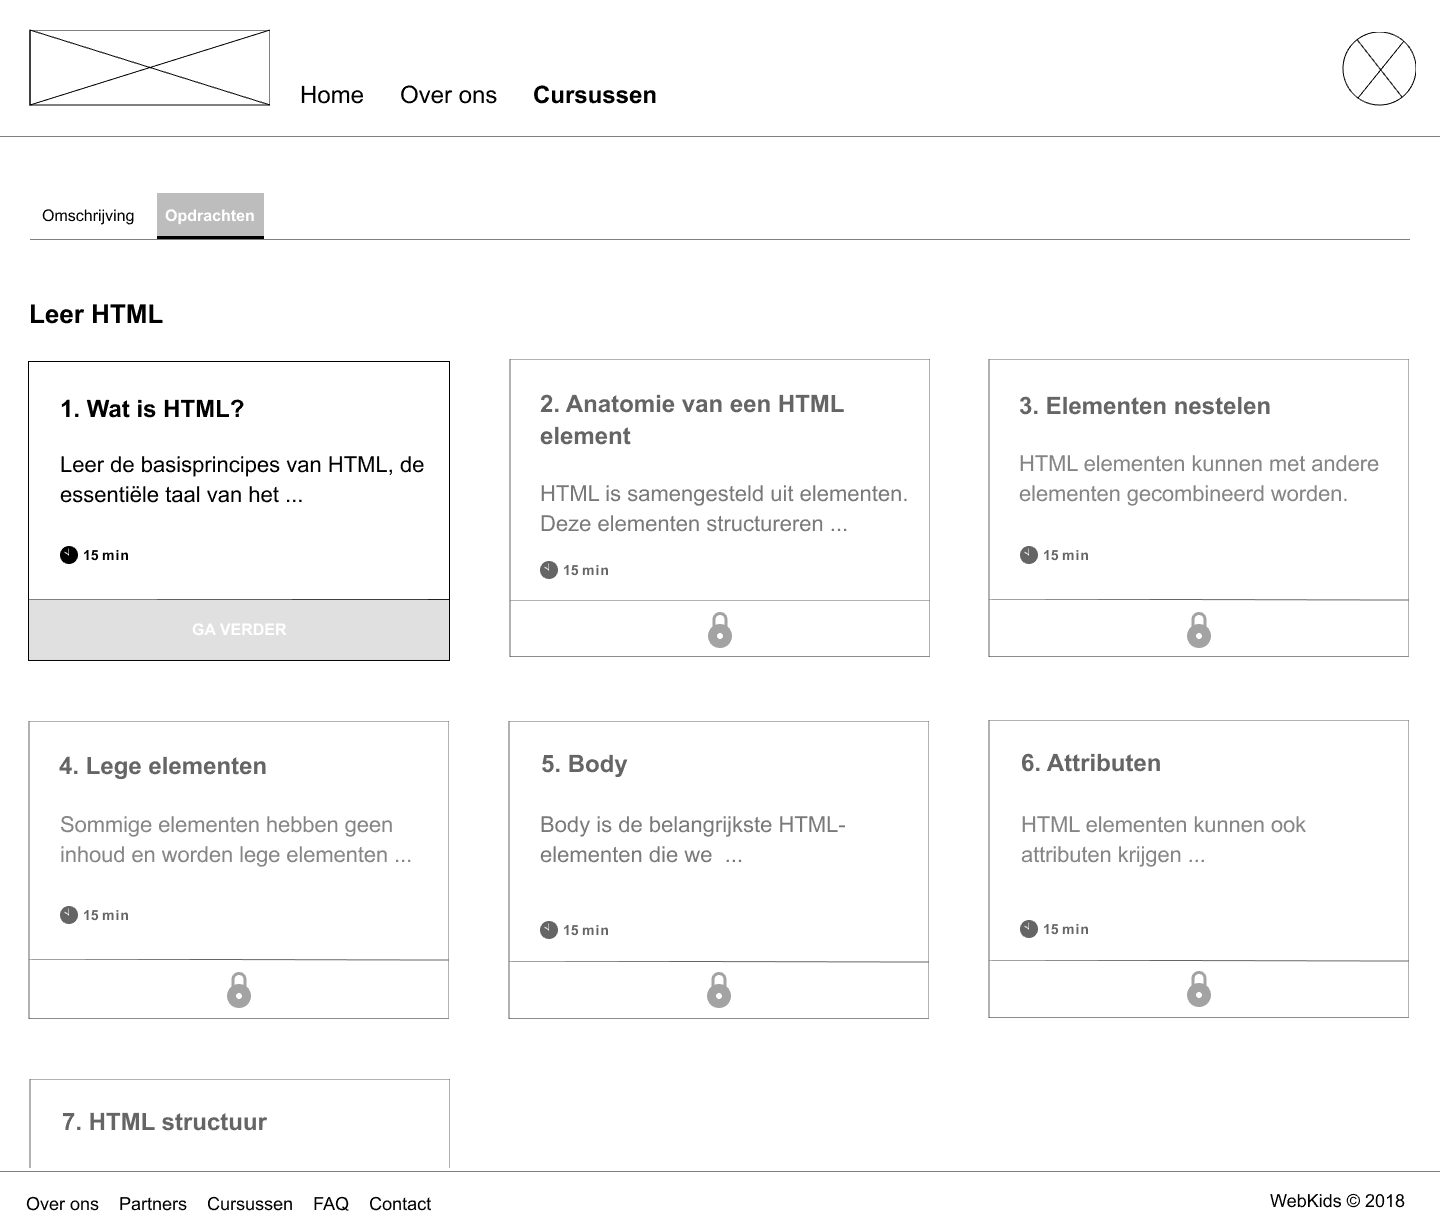 Home Over ons Cursussen
Omschrijving Opdrachten
Leer HTML
1. Wat is HTML?
Leer de basisprincipes van HTML, de
essentiële taal van het ...
15 min
GA VERDER
2. Anatomie van een HTML
element
HTML is samengesteld uit elementen.
Deze elementen structureren ...
15 min
3. Elementen nestelen
HTML elementen kunnen met andere
elementen gecombineerd worden.
15 min
4. Lege elementen
Sommige elementen hebben geen
inhoud en worden lege elementen ...
15 min
5. Body
Body is de belangrijkste HTML-
elementen die we ...
15 min
6. Attributen
HTML elementen kunnen ook
attributen krijgen ...
15 min
7. HTML structuur
Over ons Partners Cursussen FAQ Contact
WebKids © 2018